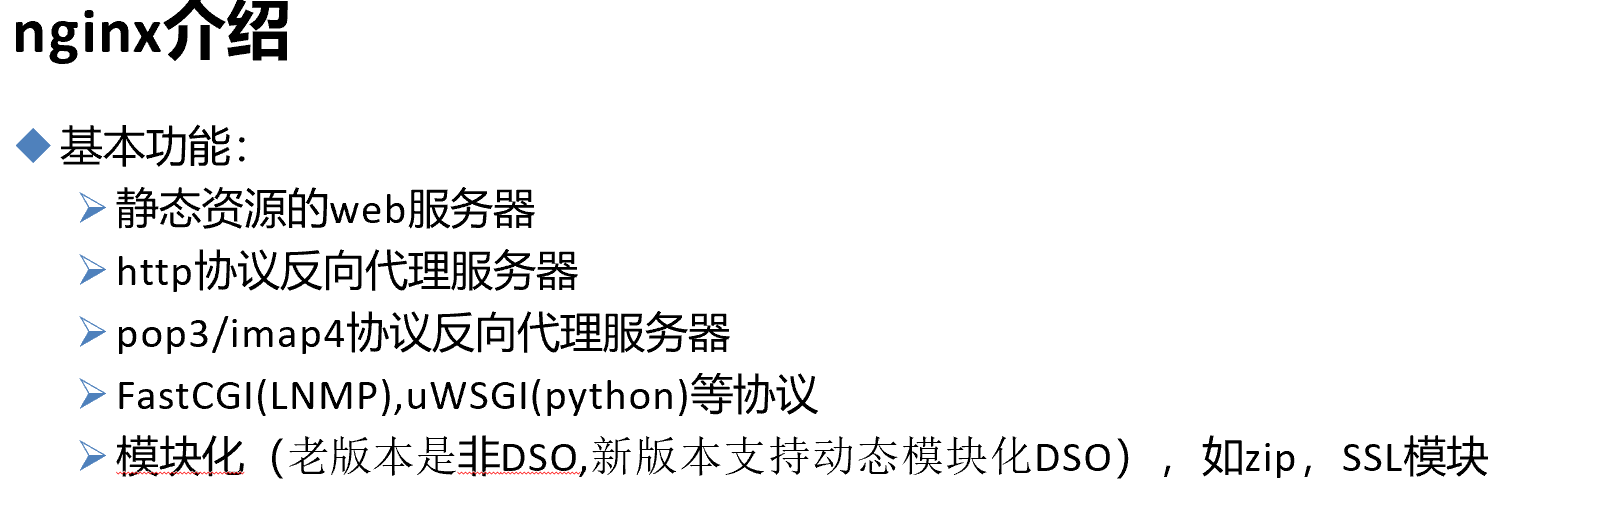 nginx介绍
基本功能：
静态资源的web服务器
http协议反向代理服务器
pop3/imap4协议反向代理服务器
FastCGI(LNMP),uWSGI(python)等协议
模块化（老版本是非DSO,新版本支持动态模块化DSO），如zip，SSL模块